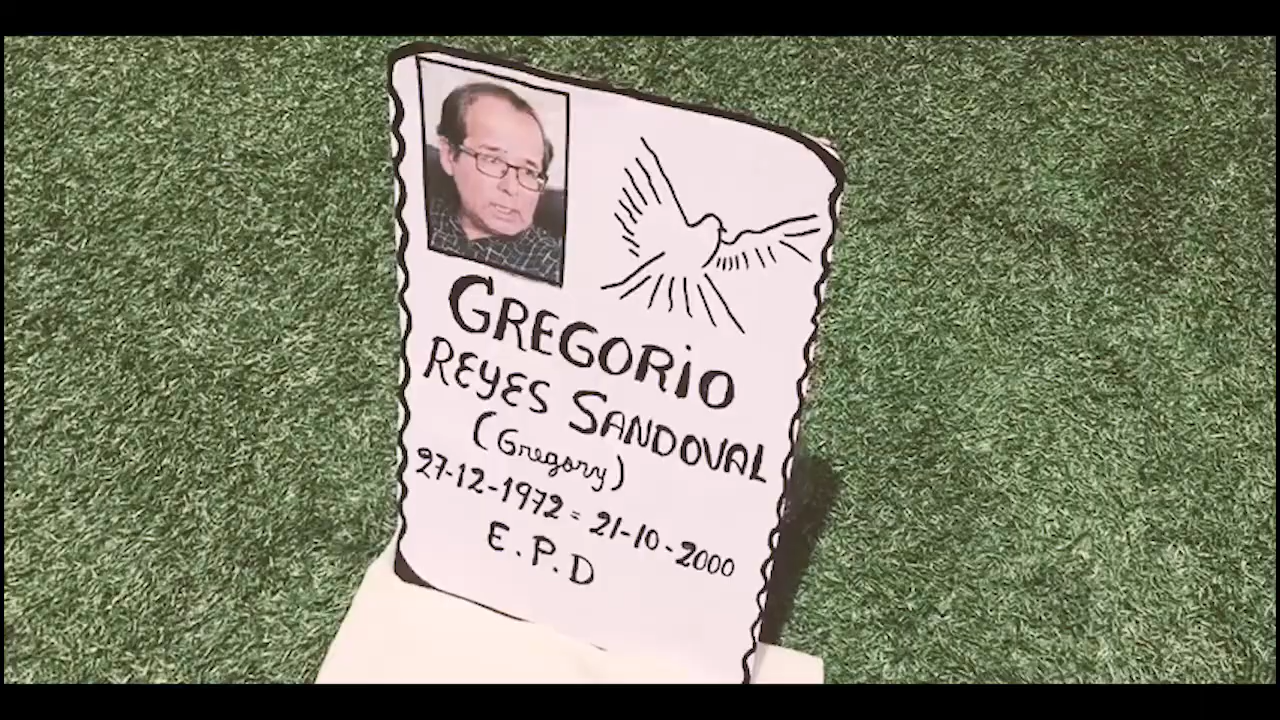 GREGORiO
REYES SANDOVAL
(Gregory)
27-12-1972 = 21-10-2000
E.P.D